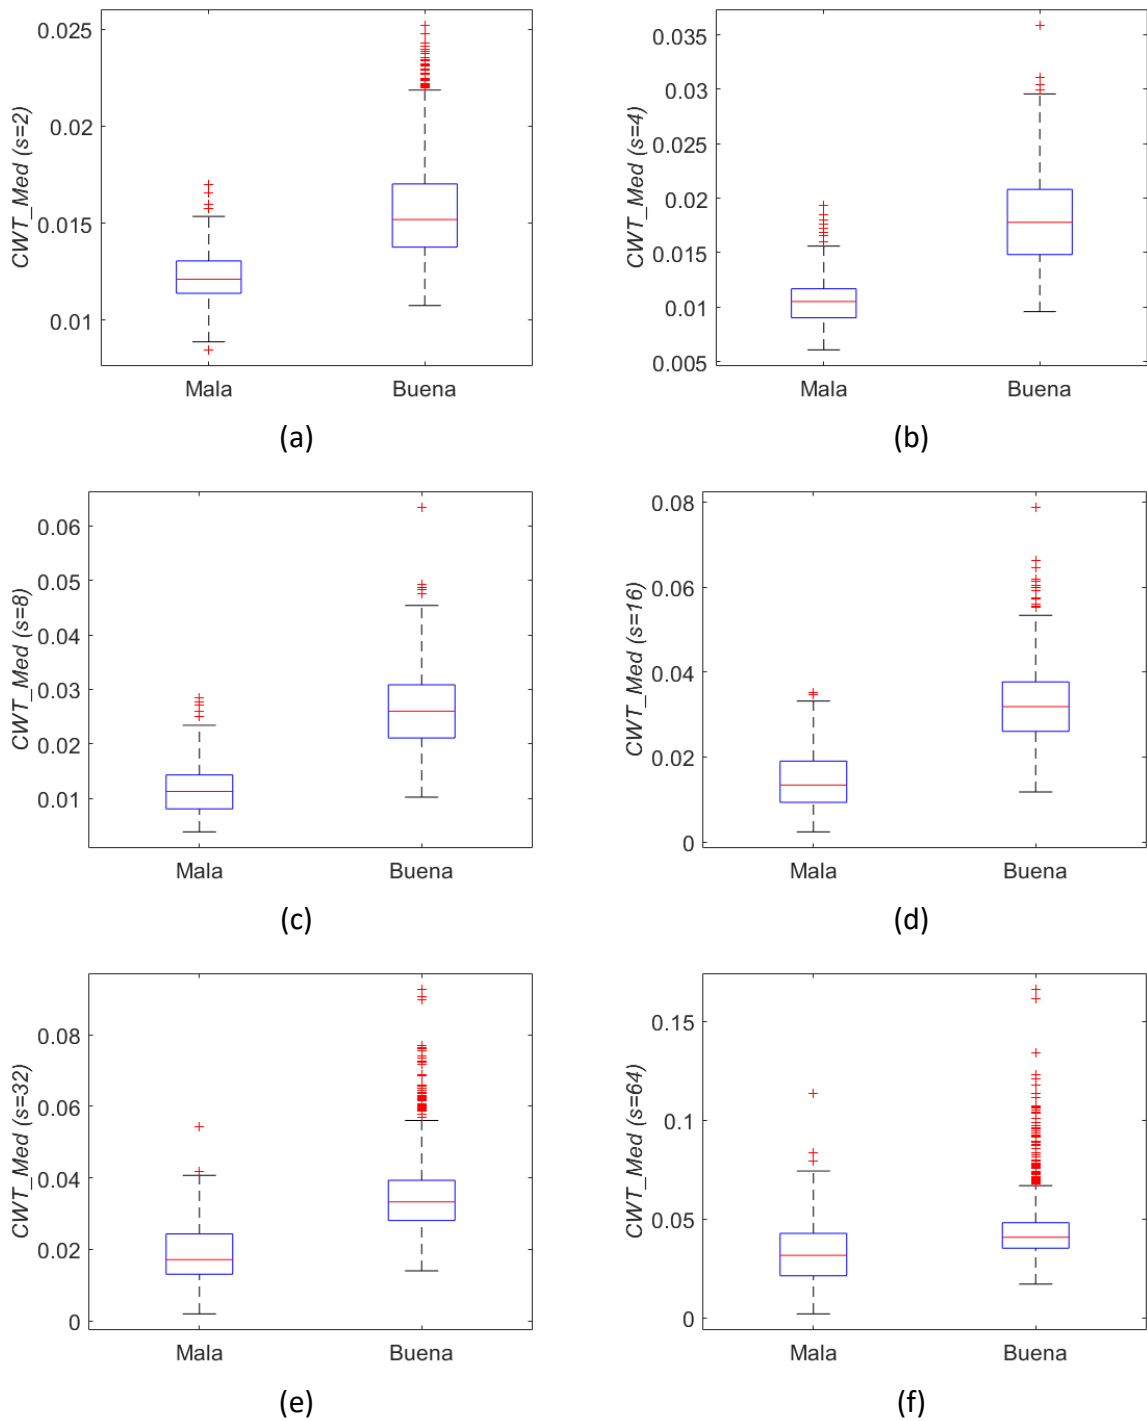 CWT_Med (s=2)
0.025
0.02
0.015
0.01
Mala Buena
(a)
CWT_Med (s=4)
0.035
0.03
0.025
0.02
0.015
0.01
0.005
Mala Buena
(b)
CWT_Med (s=8)
0.06
0.05
0.04
0.03
0.02
0.01
Mala Buena
(c)
CWT_Med (s=16)
0.08
0.06
0.04
0.02
0
Mala Buena
(d)
CWT_Med (s=32)
0.08
0.06
0.04
0.02
0
Mala Buena
(e)
CWT_Med (s=64)
0.15
0.1
0.05
0
Mala Buena
(f)